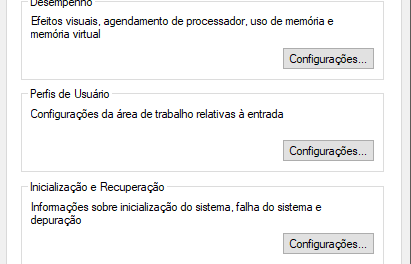 Desempenho
Efeitos visuais, agendamento de processador, uso de memória e
memória virtual
Configurações...
Perfis de Usuário
Configurações da área de trabalho relativas à entrada
Configurações...
Inicialização e Recuperação
Informações sobre inicialização do sistema, falha do sistema e
depuração
Configurações...